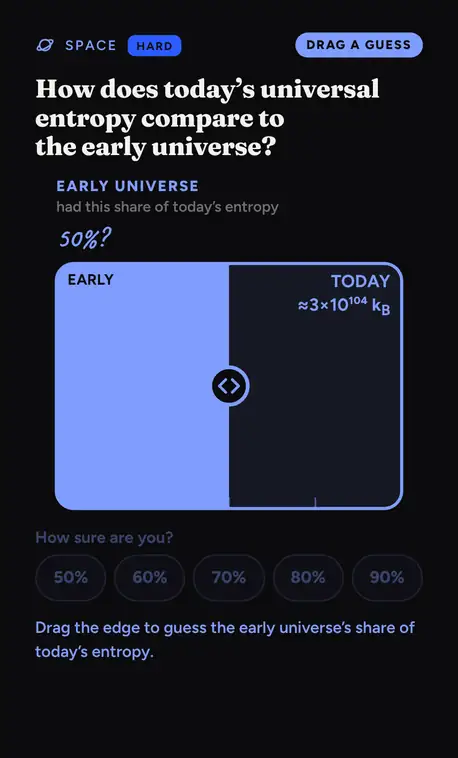 SPACE HARD DRAG A GUESS
How does today’s universal
entropy compare to
the early universe?
EARLY UNIVERSE
had this share of today’s entropy
50%?
EARLY TODAY
≈3×10¹⁰⁴ kB
How sure are you?
50% 60% 70% 80% 90%
Drag the edge to guess the early universe’s share of
today’s entropy.